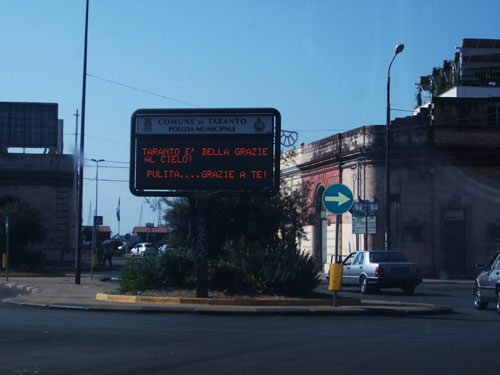 COMUNE DI TARANTO
POLIZIA MUNICIPALE
TARANTO E' BELLA GRAZIE
AL CIELO!
PULITA....GRAZIE A TE!